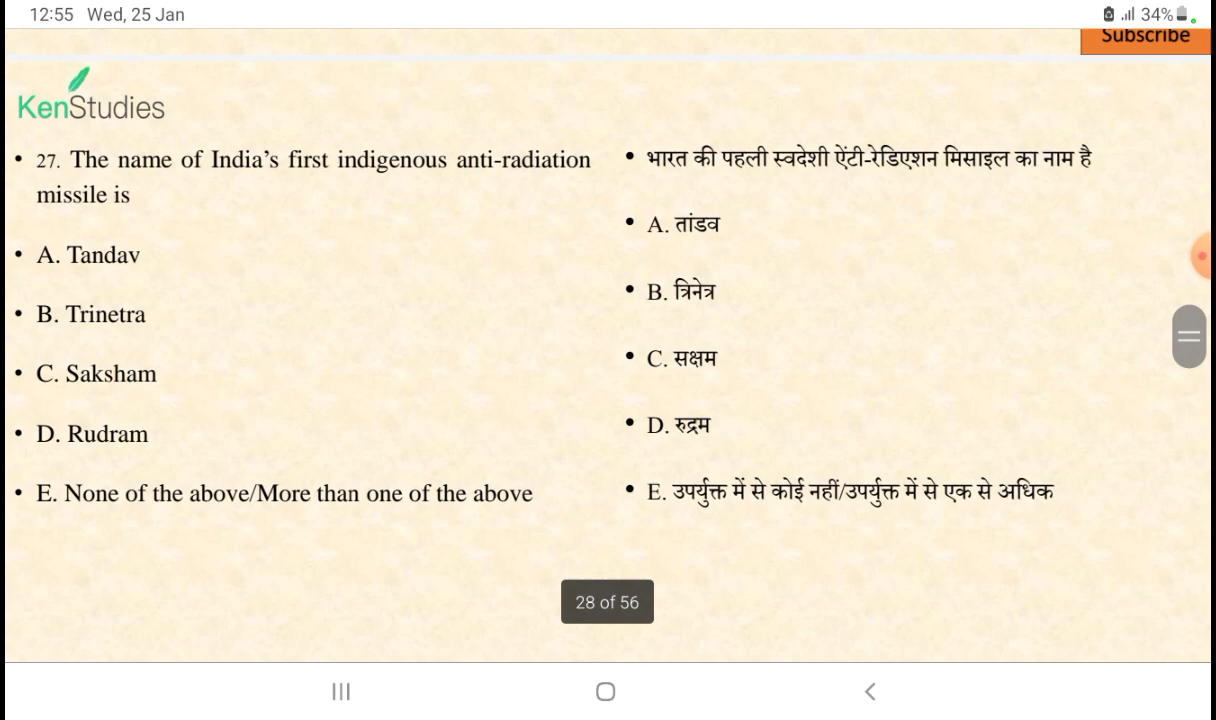 12:55 Wed, 25 Jan
34%
Subscribe
KenStudies
• 27. The name of India’s first indigenous anti-radiation
missile is
• A. Tandav
• B. Trinetra
• C. Saksham
• D. Rudram
• E. None of the above/More than one of the above
• भारत की पहली स्वदेशी ऐंटी-रेडिएशन मिसाइल का नाम है
• A. तांडव
• B. त्रिनेत्र
• C. सक्षम
• D. रुद्रम
• E. उपर्युक्त में से कोई नहीं/उपर्युक्त में से एक से अधिक
28 of 56